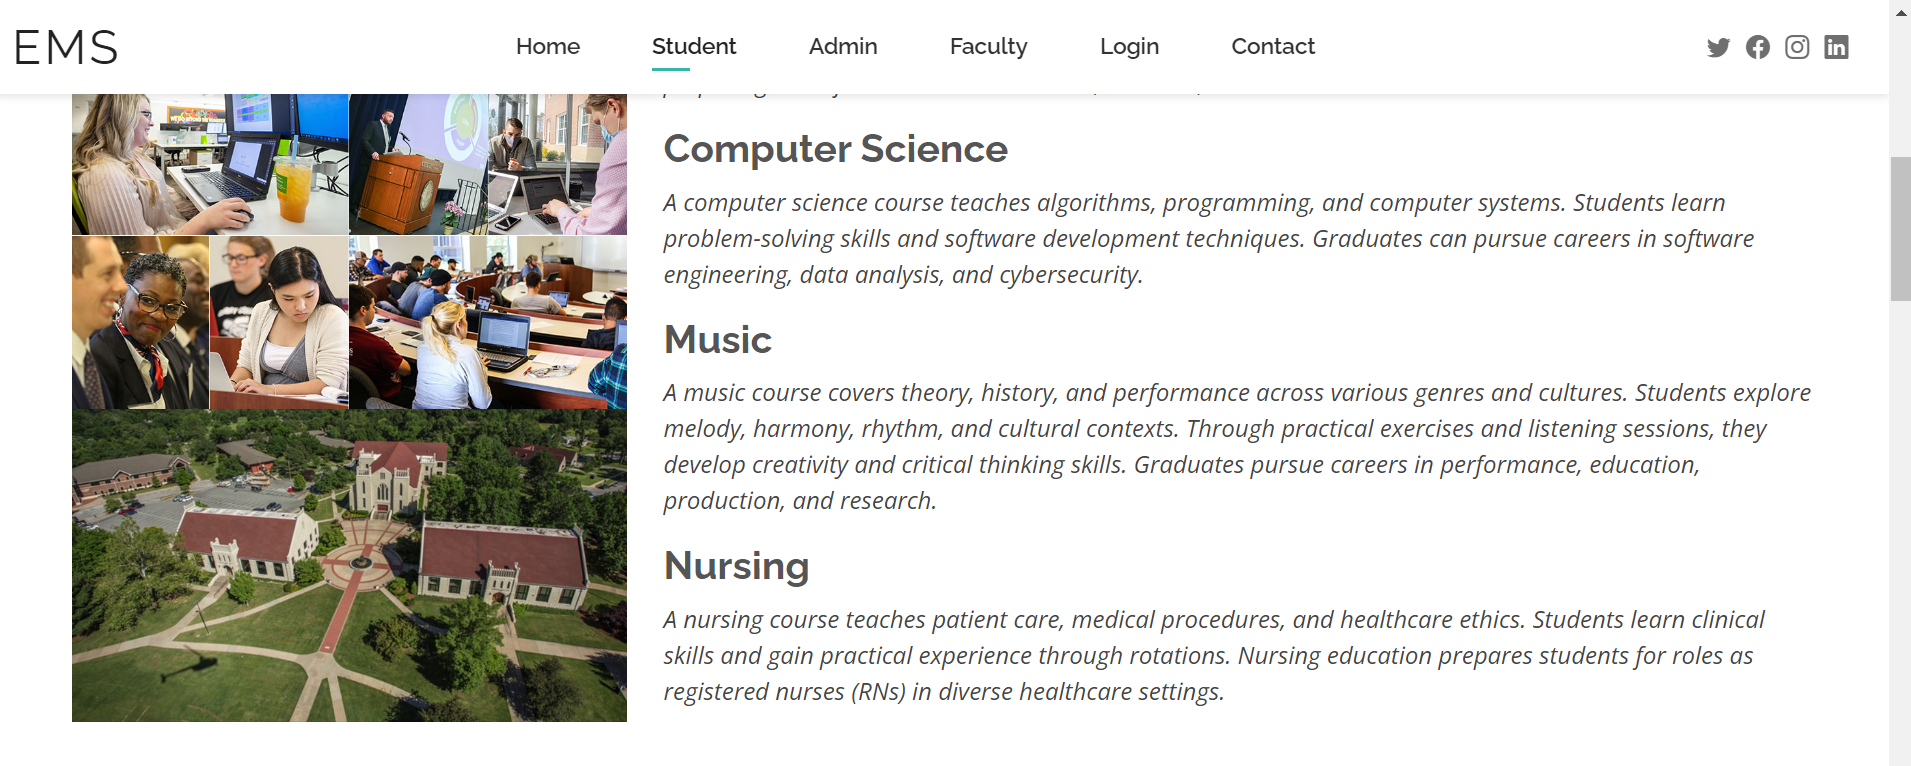 EMS
Home Student Admin Faculty Login Contact
Computer Science
A computer science course teaches algorithms, programming, and computer systems. Students learn
problem-solving skills and software development techniques. Graduates can pursue careers in software
engineering, data analysis, and cybersecurity.
Music
A music course covers theory, history, and performance across various genres and cultures. Students explore
melody, harmony, rhythm, and cultural contexts. Through practical exercises and listening sessions, they
develop creativity and critical thinking skills. Graduates pursue careers in performance, education,
production, and research.
Nursing
A nursing course teaches patient care, medical procedures, and healthcare ethics. Students learn clinical
skills and gain practical experience through rotations. Nursing education prepares students for roles as
registered nurses (RNs) in diverse healthcare settings.